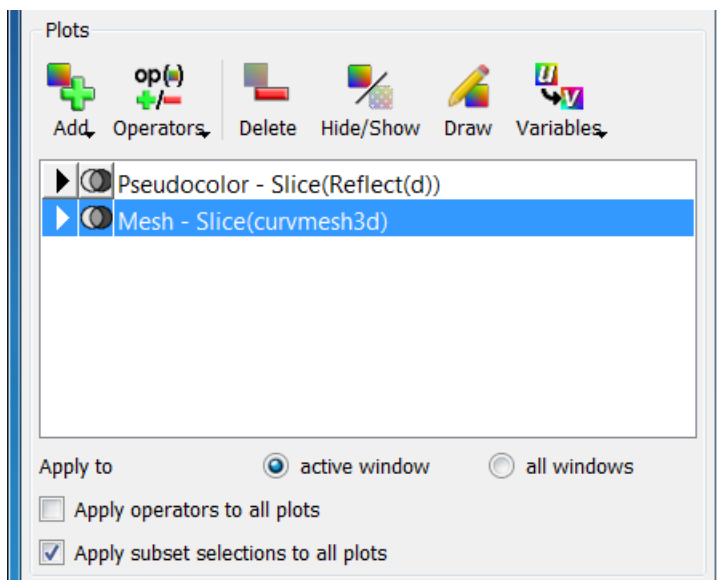 Plots
op(=)
+/-
u
v
Add Operators Delete Hide/Show Draw Variables
Pseudocolor - Slice(Reflect(d))
Mesh - Slice(curvmesh3d)
Apply to active window all windows
Apply operators to all plots
Apply subset selections to all plots